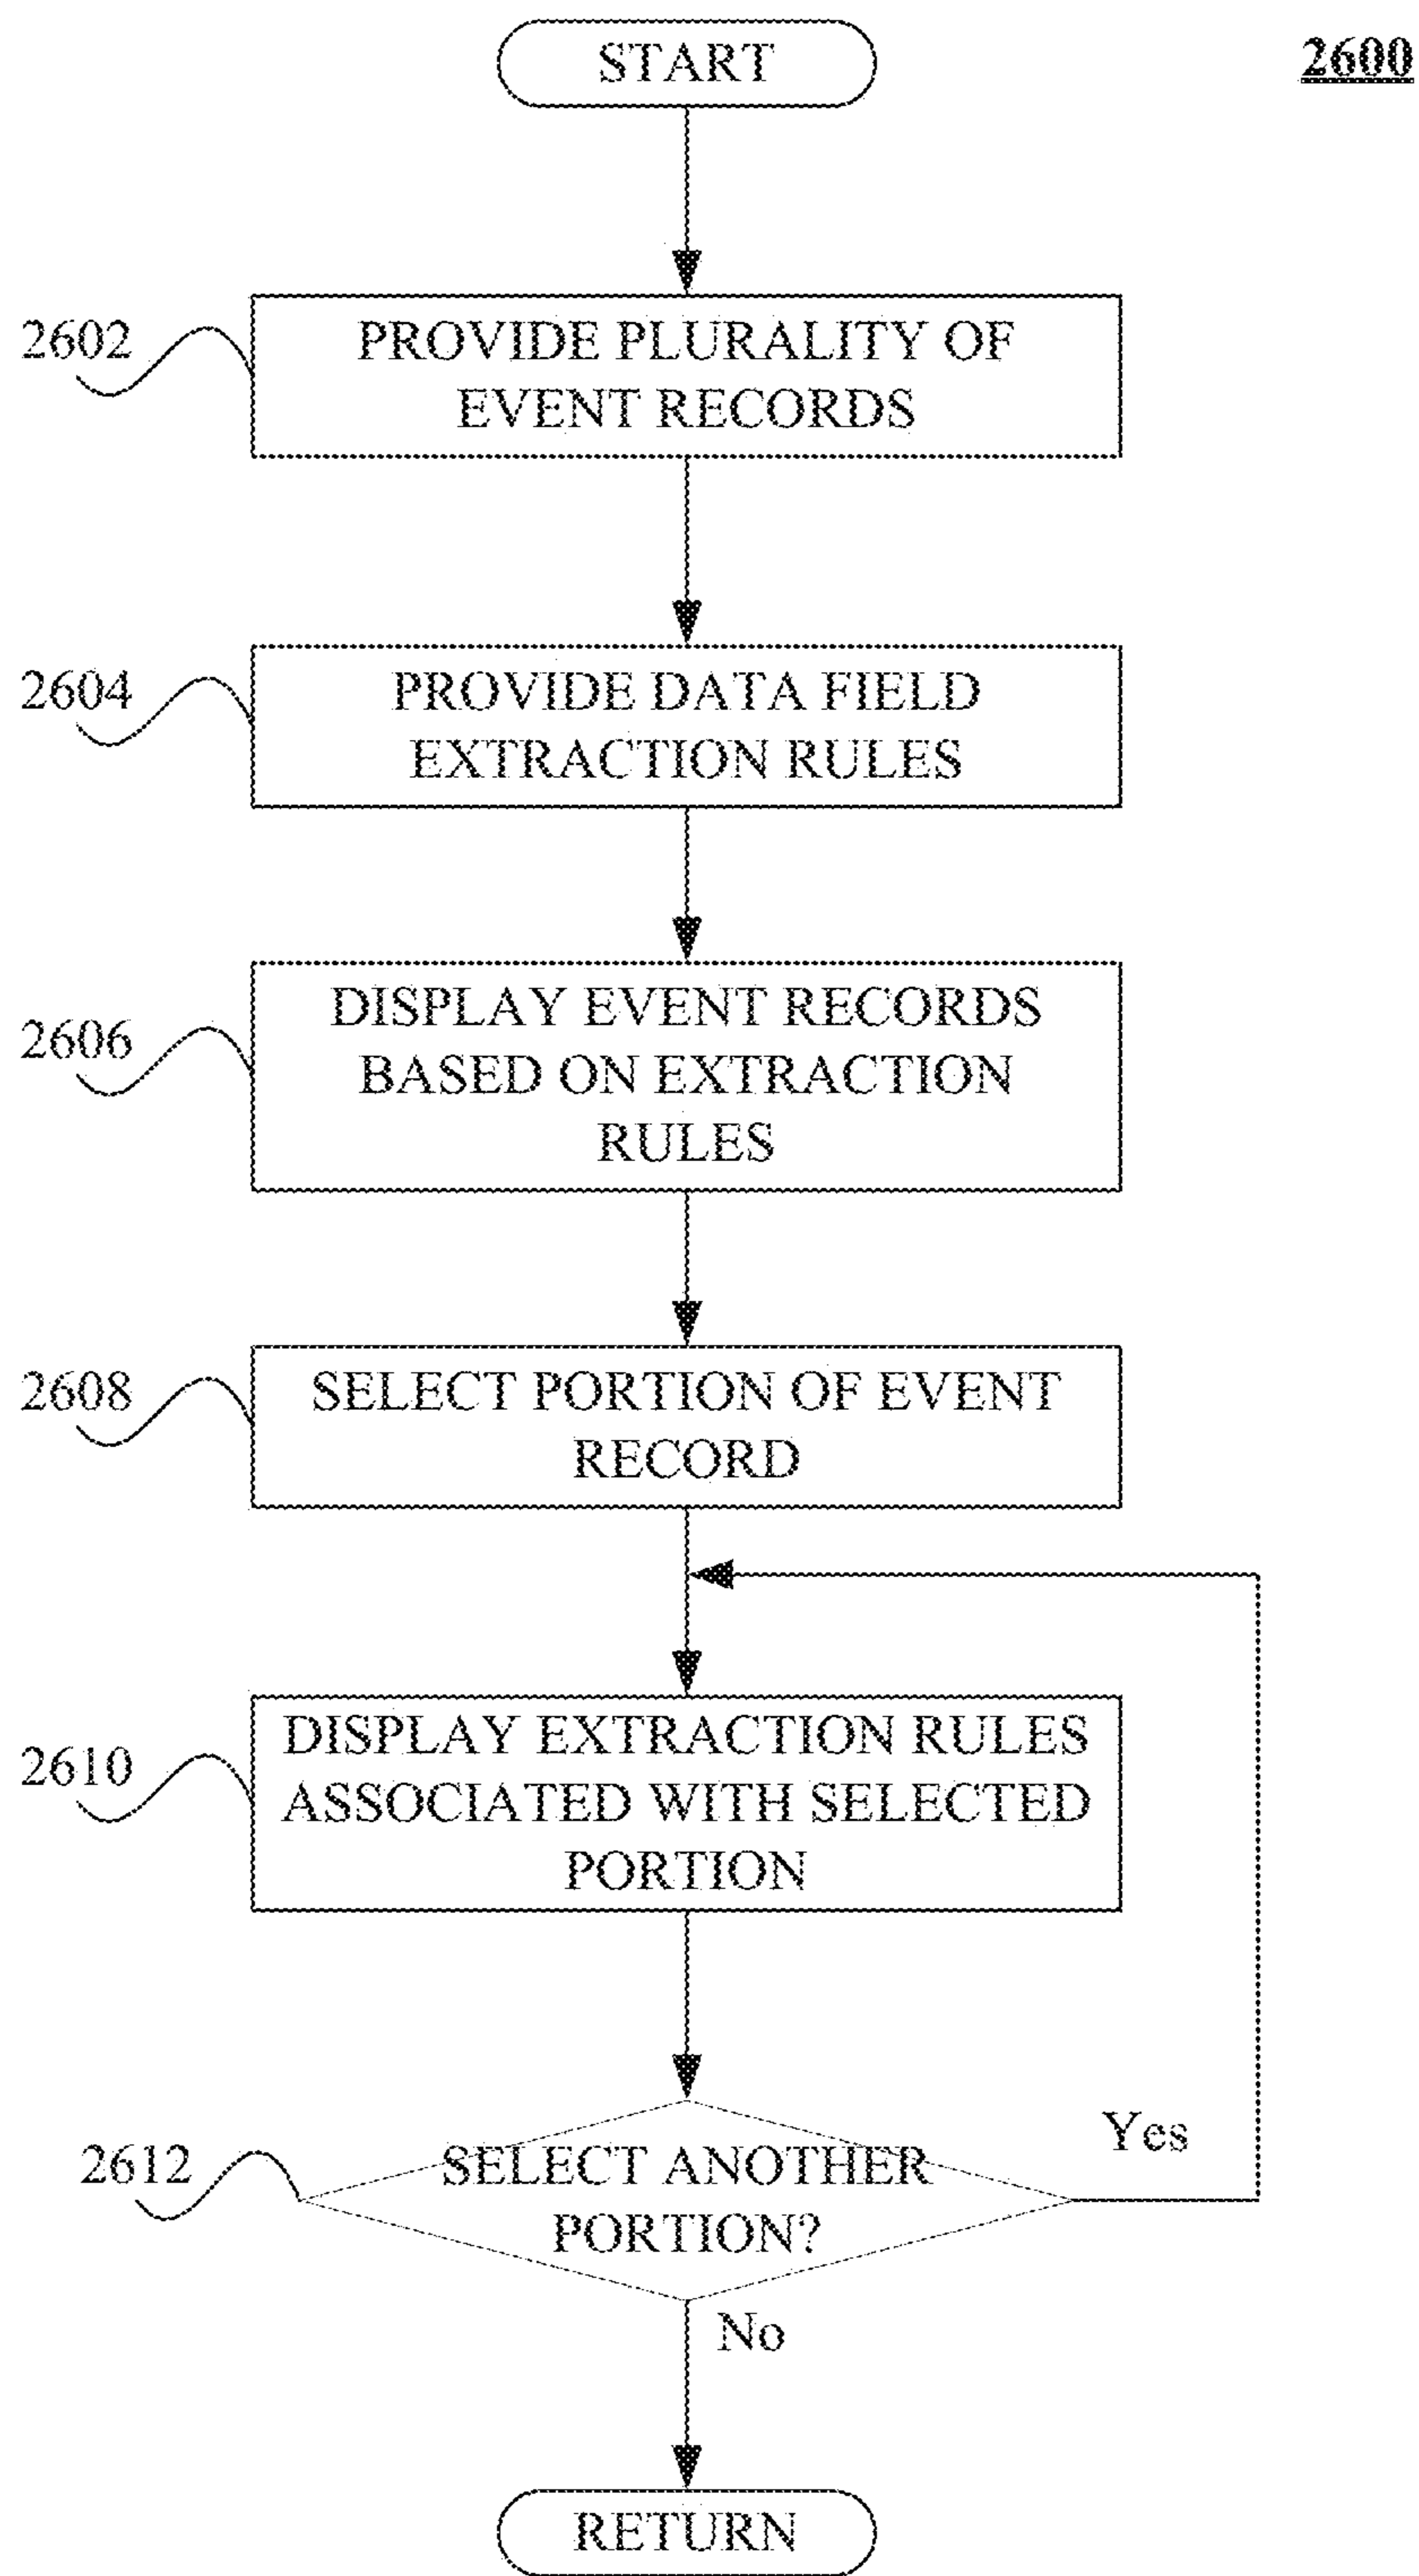 START
2600
2602
PROVIDE PLURALITY OF
EVENT RECORDS
2604
PROVIDE DATA FIELD
EXTRACTION RULES
2606
DISPLAY EVENT RECORDS
BASED ON EXTRACTION
RULES
2608
SELECT PORTION OF EVENT
RECORD
2610
DISPLAY EXTRACTION RULES
ASSOCIATED WITH SELECTED
PORTION
2612
SELECT ANOTHER
PORTION?
Yes
No
RETURN